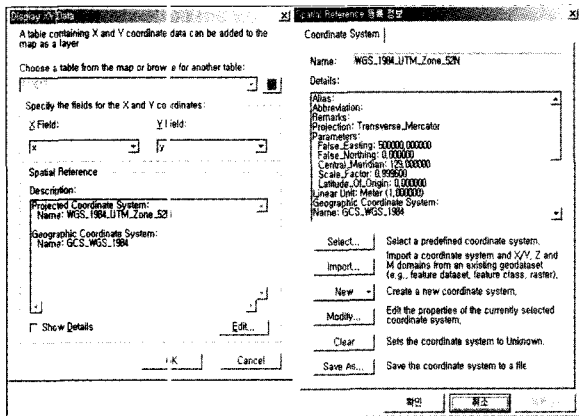 Display XY Data
A table containing X and Y coordinate data can be added to the
map as a layer
Choose a table from the map or browse for another table:
Specify the fields for the X and Y coordinates:
X Field:
Y Field:
x
y
Spatial Reference
Description:
Projected Coordinate System:
Name: WGS_1984_UTM_Zone_52N
Geographic Coordinate System:
Name: GCS_WGS_1984
Show Details
Edit...
OK
Cancel
Spatial Reference 등록 정보
Coordinate System
Name: WGS_1984_UTM_Zone_52N
Details:
Alias:
Abbreviation:
Remarks:
Projection: Transverse_Mercator
Parameters:
False_Easting: 500000,000000
False_Northing: 0,000000
Central_Meridian: 129,000000
Scale_Factor: 0,999600
Latitude_Of_Origin: 0,000000
Linear Unit: Meter (1,000000)
Geographic Coordinate System:
Name: GCS_WGS_1984
Select...
Select a predefined coordinate system,
Import...
Import a coordinate system and X/Y, Z and
M domains from an existing geodataset
(e.g., feature dataset, feature class, raster),
New
Create a new coordinate system,
Modify...
Edit the properties of the currently selected
coordinate system,
Clear
Sets the coordinate system to Unknown,
Save As...
Save the coordinate system to a file
확인
취소